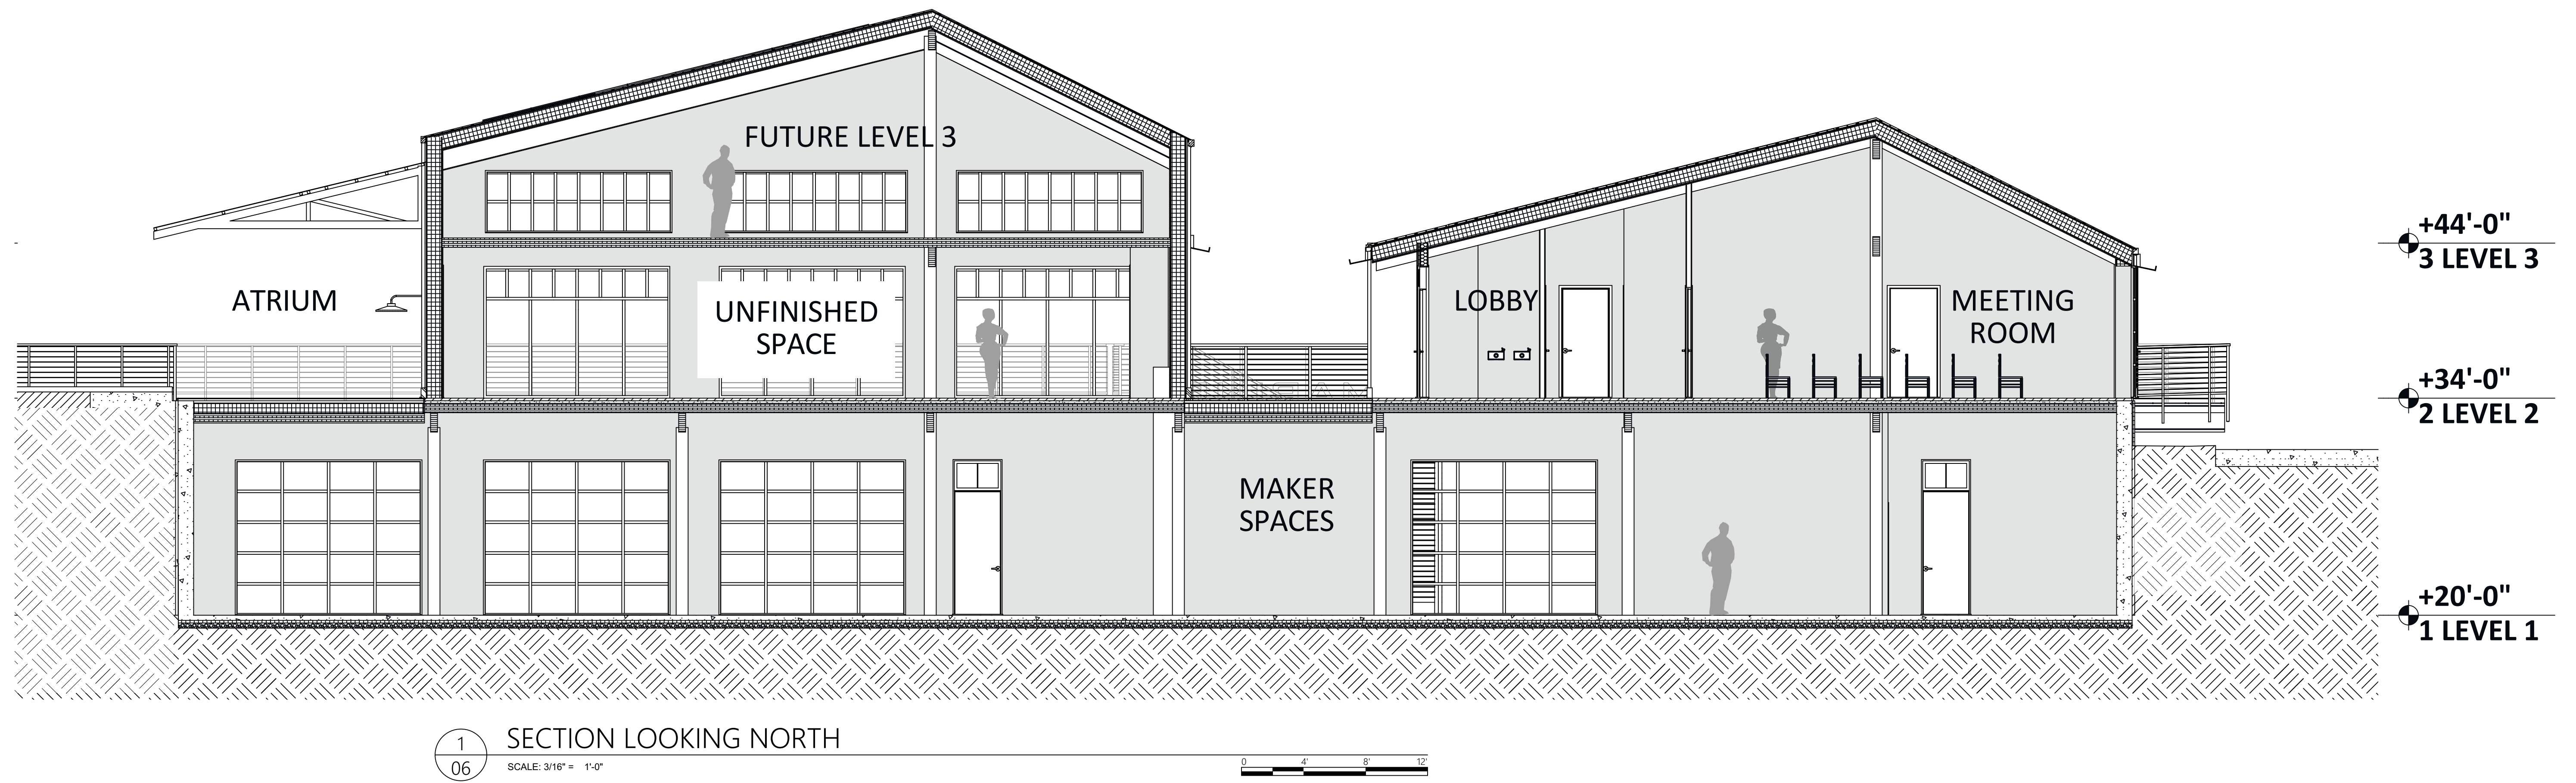 FUTURE LEVEL 3
ATRIUM
UNFINISHED
SPACE
LOBBY
MEETING
ROOM
MAKER
SPACES
+44'-0"
3 LEVEL 3
+34'-0"
2 LEVEL 2
+20'-0"
1 LEVEL 1
1
06
SECTION LOOKING NORTH
SCALE: 3/16" = 1'-0"
0 4' 8' 12'